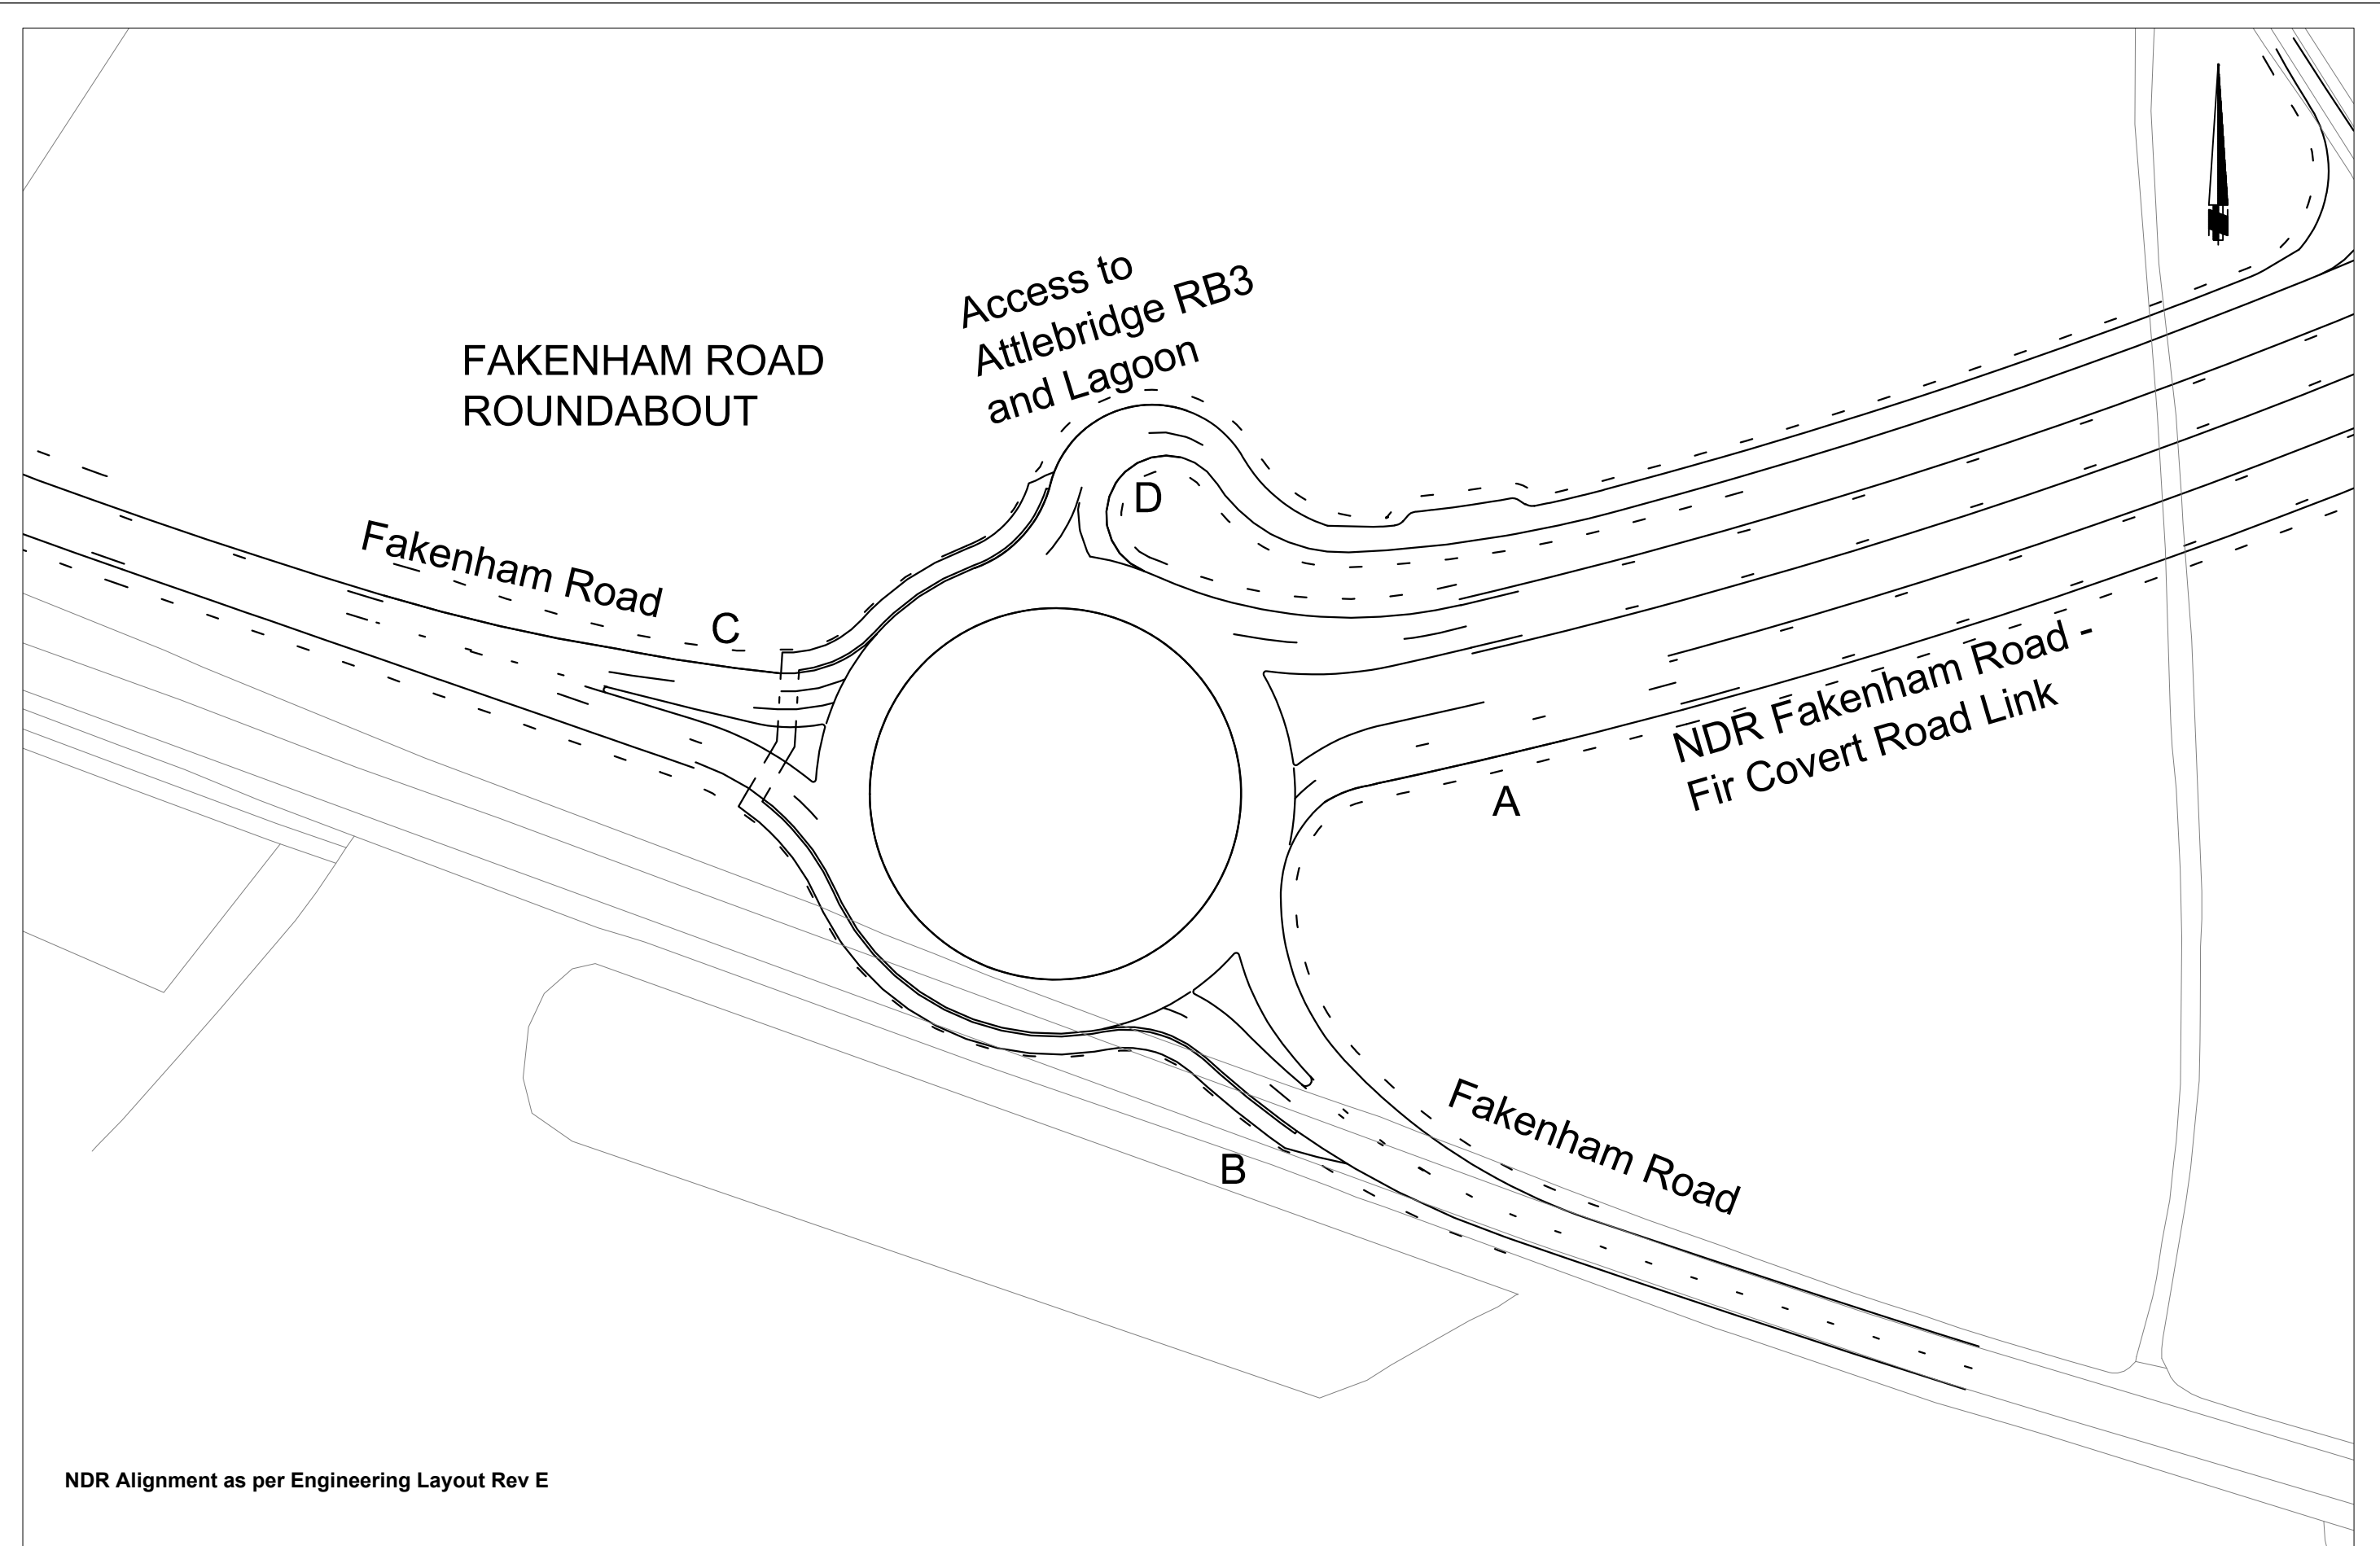 Access to
Attlebridge RB3
and Lagoon
FAKENHAM ROAD
ROUNDABOUT
D
Fakenham Road
C
NDR Fakenham Road -
Fir Covert Road Link
A
Fakenham Road
B
NDR Alignment as per Engineering Layout Rev E